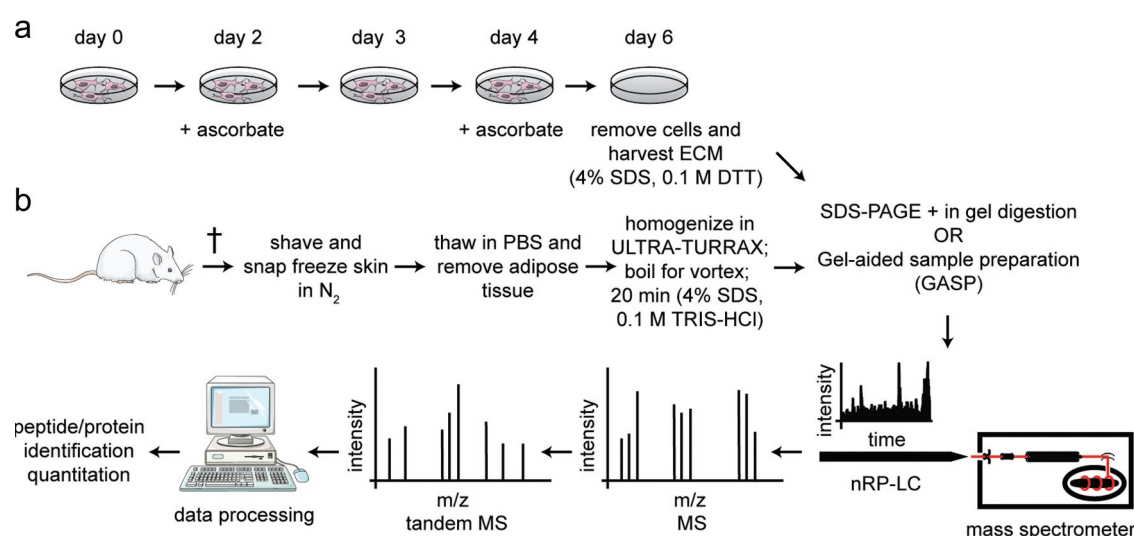 a
day 0
day 2
day 3
day 4
day 6
+ ascorbate
+ ascorbate
remove cells and
harvest ECM
(4% SDS, 0.1 M DTT)
b
†
shave and
snap freeze skin
in N2
thaw in PBS and
remove adipose
tissue
homogenize in
ULTRA-TURRAX;
boil for vortex;
20 min (4% SDS,
0.1 M TRIS-HCl)
SDS-PAGE + in gel digestion
OR
Gel-aided sample preparation
(GASP)
intensity
time
nRP-LC
mass spectrometer
intensity
m/z
MS
intensity
m/z
tandem MS
data processing
peptide/protein
identification
quantitation